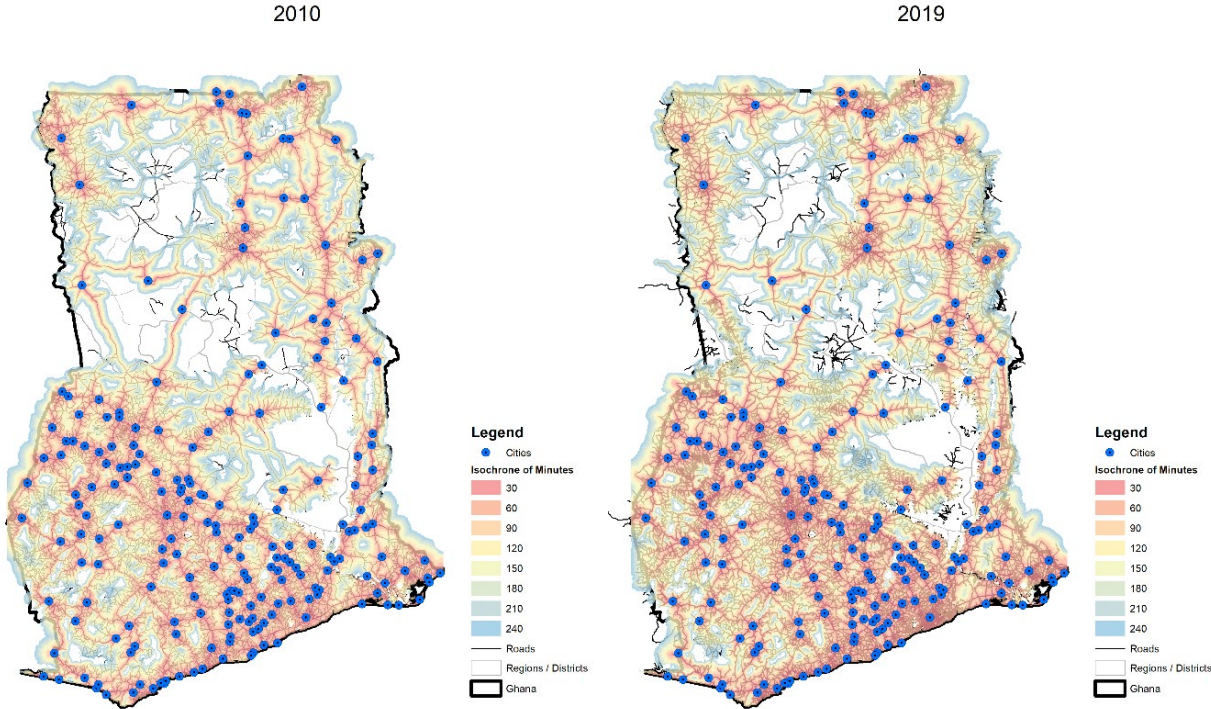 2010
2019
Legend
Cities
Isochrone of Minutes
30
60
90
120
150
180
210
240
Roads
Regions / Districts
Ghana
Legend
Cities
Isochrone of Minutes
30
60
90
120
150
180
210
240
Roads
Regions / Districts
Ghana